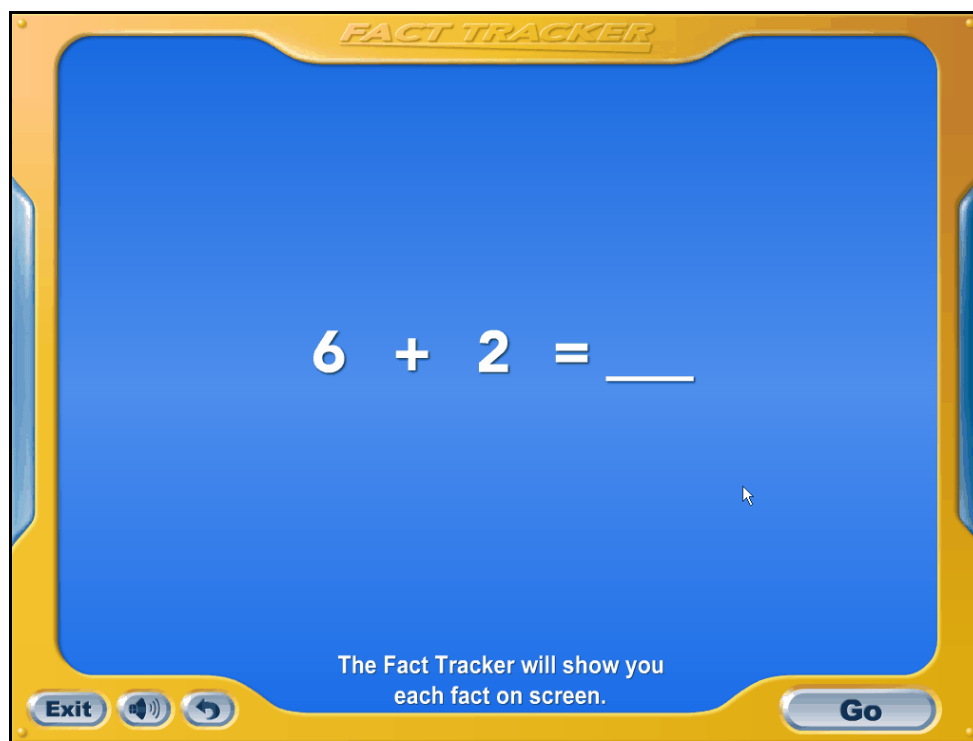 FACT TRACKER
6 + 2 = ___
The Fact Tracker will show you
each fact on screen.
Exit
Go